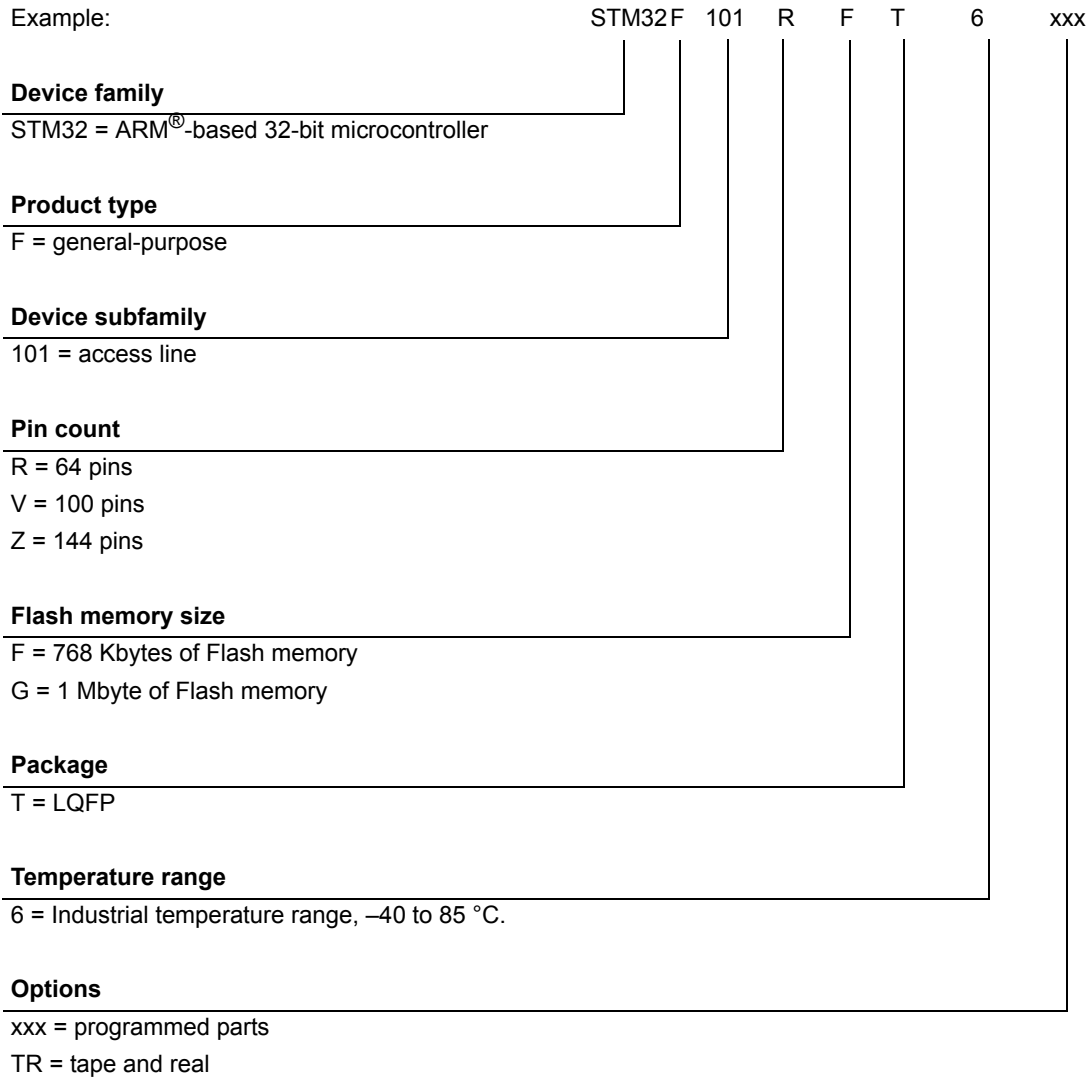 Example: STM32 F 101 R F T 6 xxx
Device family
STM32 = ARM®-based 32-bit microcontroller
Product type
F = general-purpose
Device subfamily
101 = access line
Pin count
R = 64 pins
V = 100 pins
Z = 144 pins
Flash memory size
F = 768 Kbytes of Flash memory
G = 1 Mbyte of Flash memory
Package
T = LQFP
Temperature range
6 = Industrial temperature range, –40 to 85 °C.
Options
xxx = programmed parts
TR = tape and real